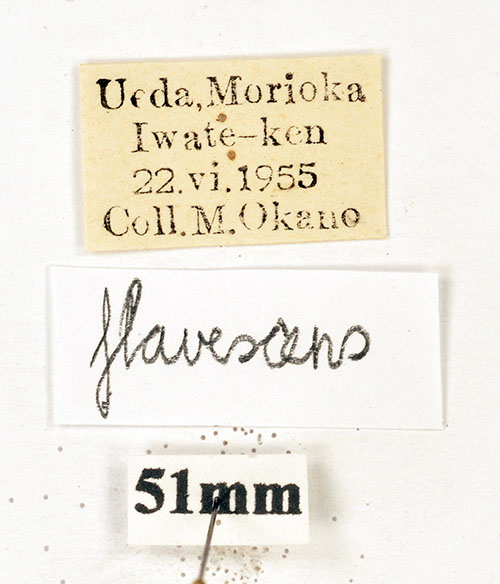 Ueda, Morioka
Iwate-ken
22.vi.1955
Coll.M.Okano
flavescens
51mm